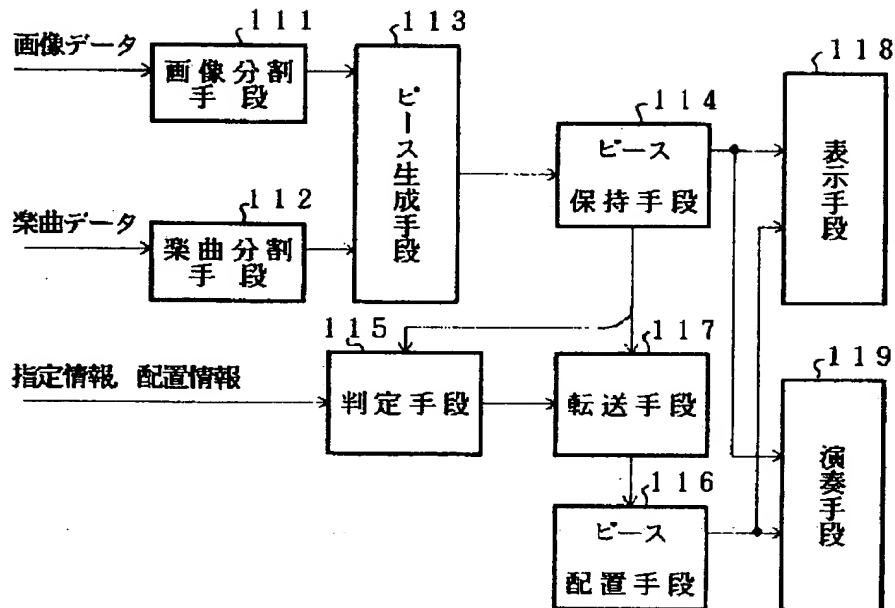 画像データ
111
画像分割
手段
113
ピース生成手段
楽曲データ
112
楽曲分割
手段
114
ピース
保持手段
118
表示手段
115
指定情報，配置情報
判定手段
117
転送手段
119
演奏手段
116
ピース
配置手段